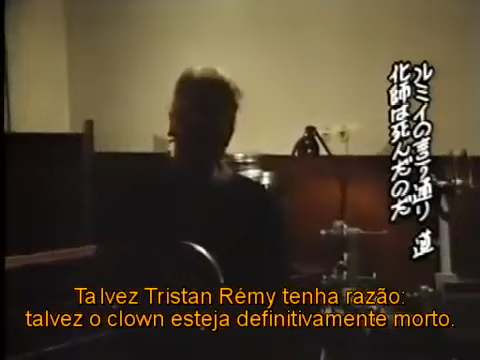 ルミイの言う通り 道
化師は死んだのだ
Talvez Tristan Rémy tenha razão:
talvez o clown esteja definitivamente morto.